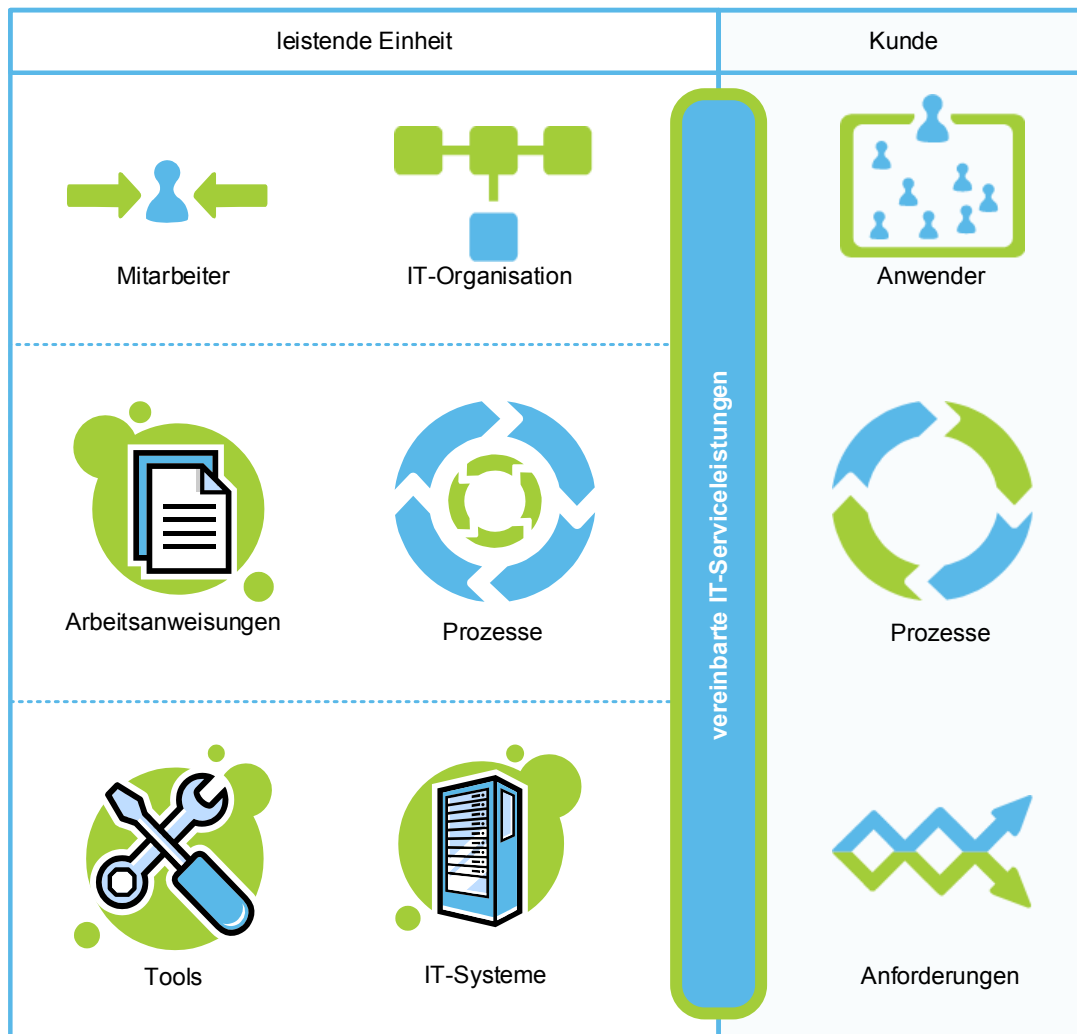 leistende Einheit
Kunde
Mitarbeiter
IT-Organisation
Anwender
vereinbarte IT-Serviceleistungen
Arbeitsanweisungen
Prozesse
Prozesse
Tools
IT-Systeme
Anforderungen